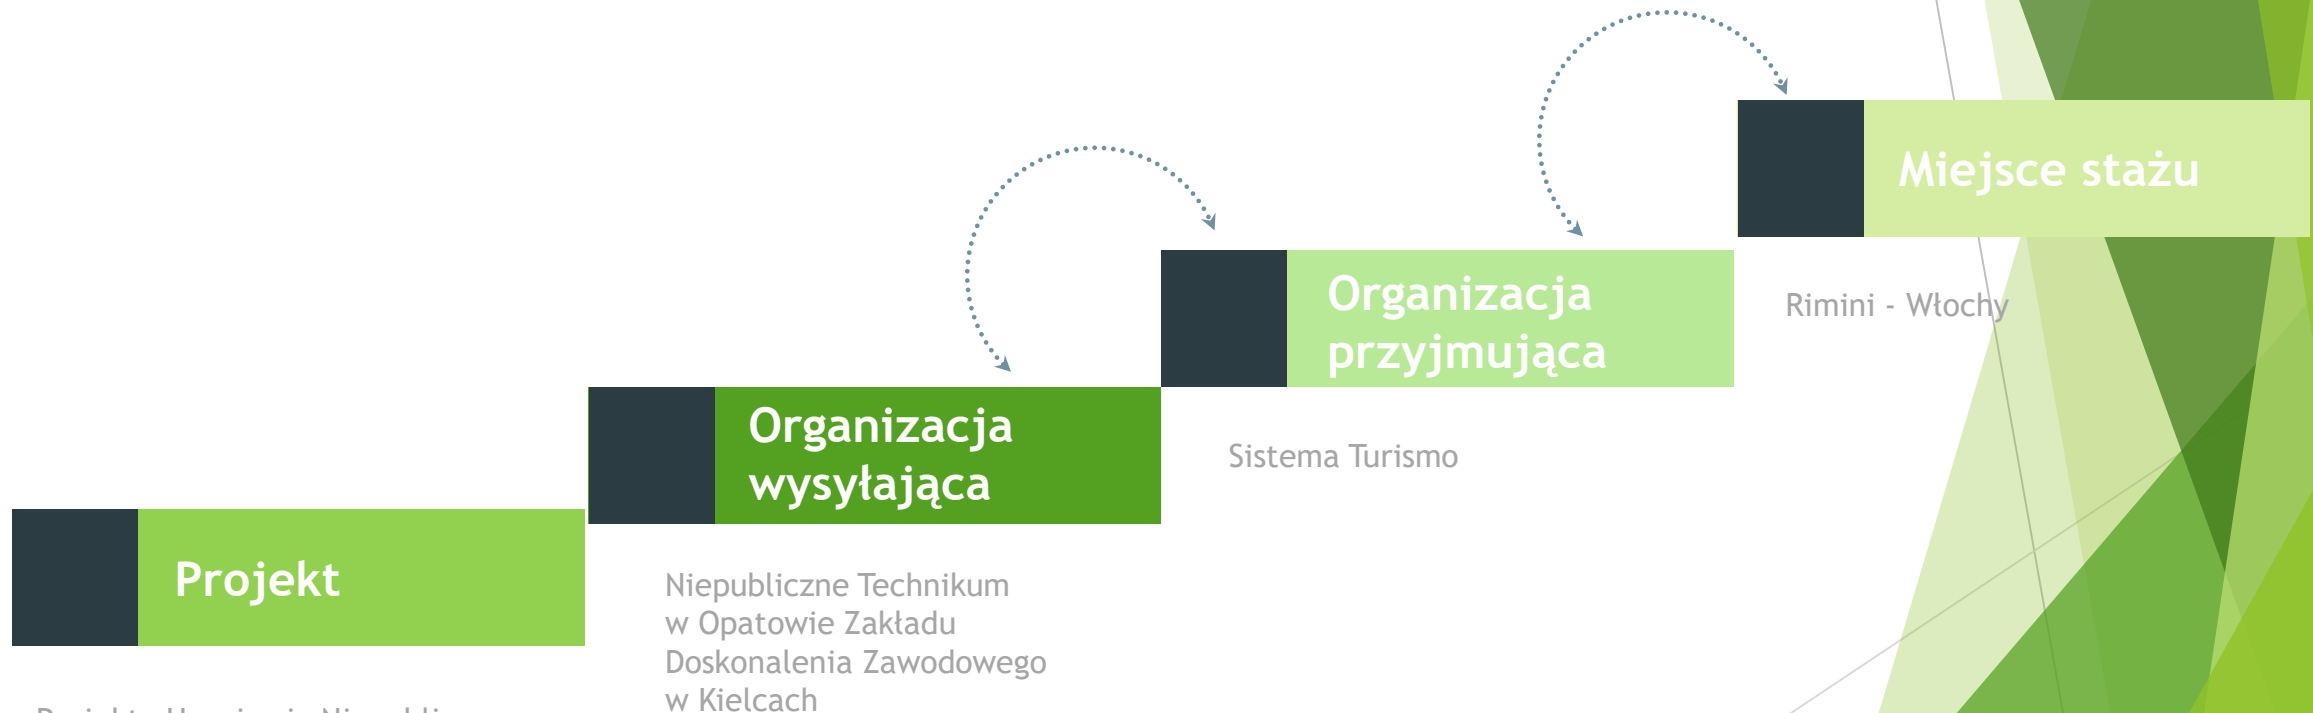 Miejsce stażu
Rimini - Włochy
Organizacja
przyjmująca
Sistema Turismo
Organizacja
wysyłająca
Niepubliczne Technikum
w Opatowie Zakładu
Doskonalenia Zawodowego
w Kielcach
Projekt